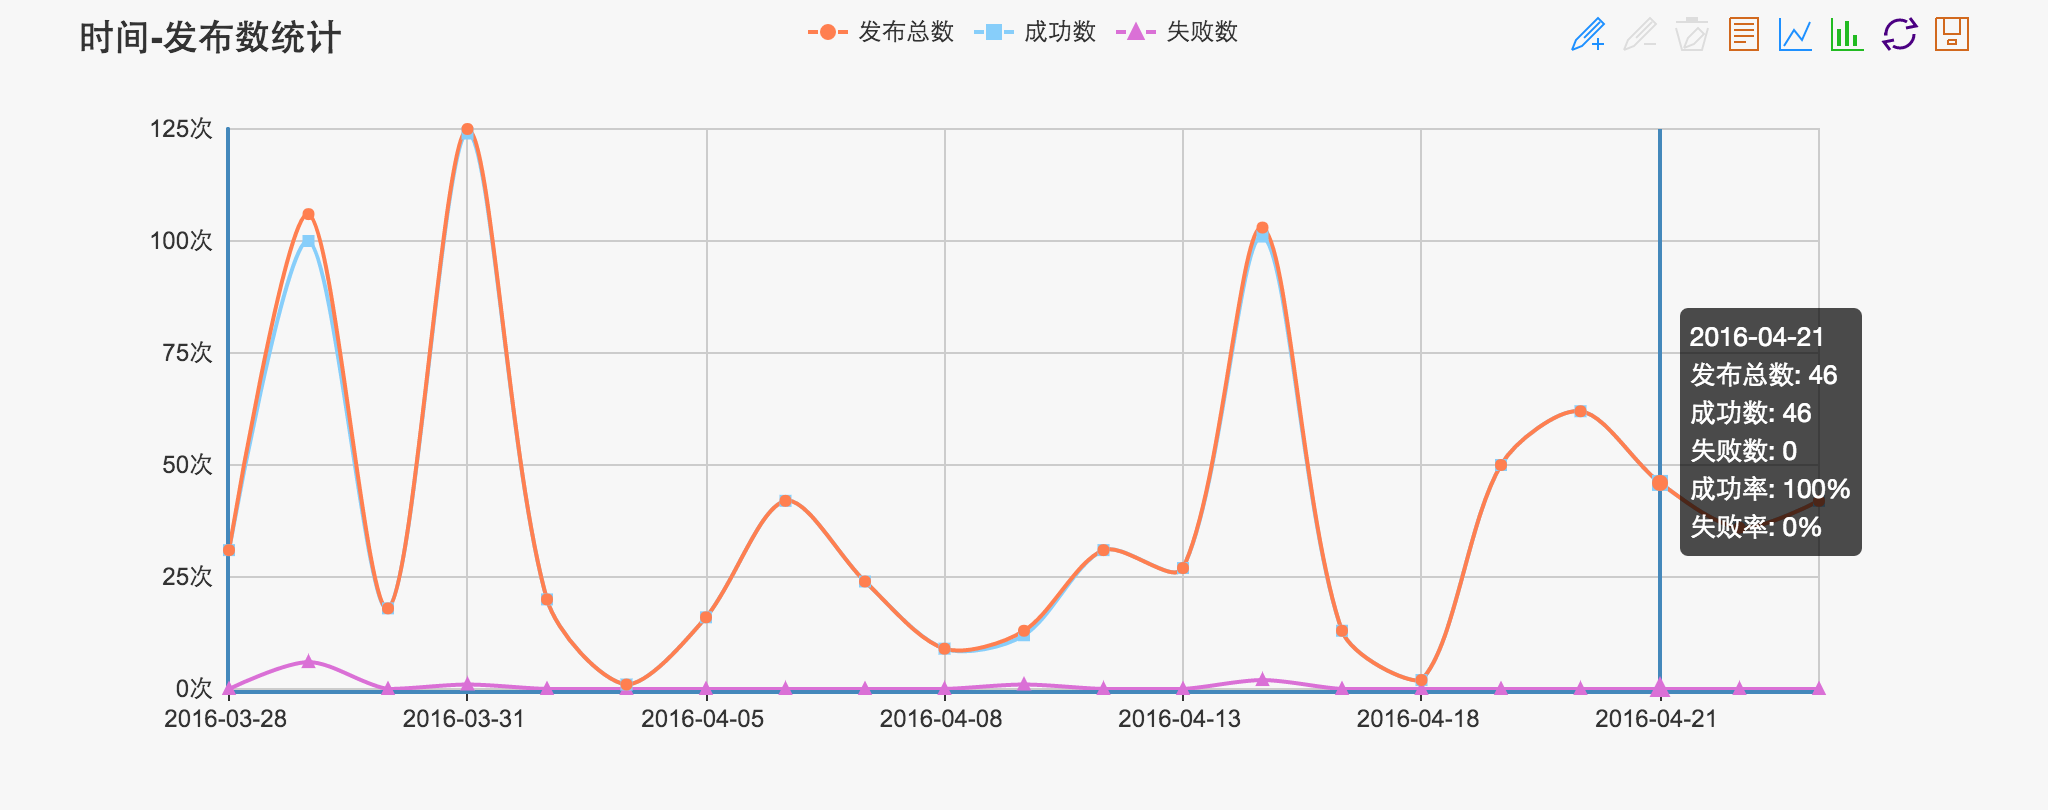 时间-发布数统计
发布总数 成功数 失败数
125次
100次
75次
50次
25次
0次
2016-03-28 2016-03-31 2016-04-05 2016-04-08 2016-04-13 2016-04-18 2016-04-21
2016-04-21
发布总数: 46
成功数: 46
失败数: 0
成功率: 100%
失败率: 0%